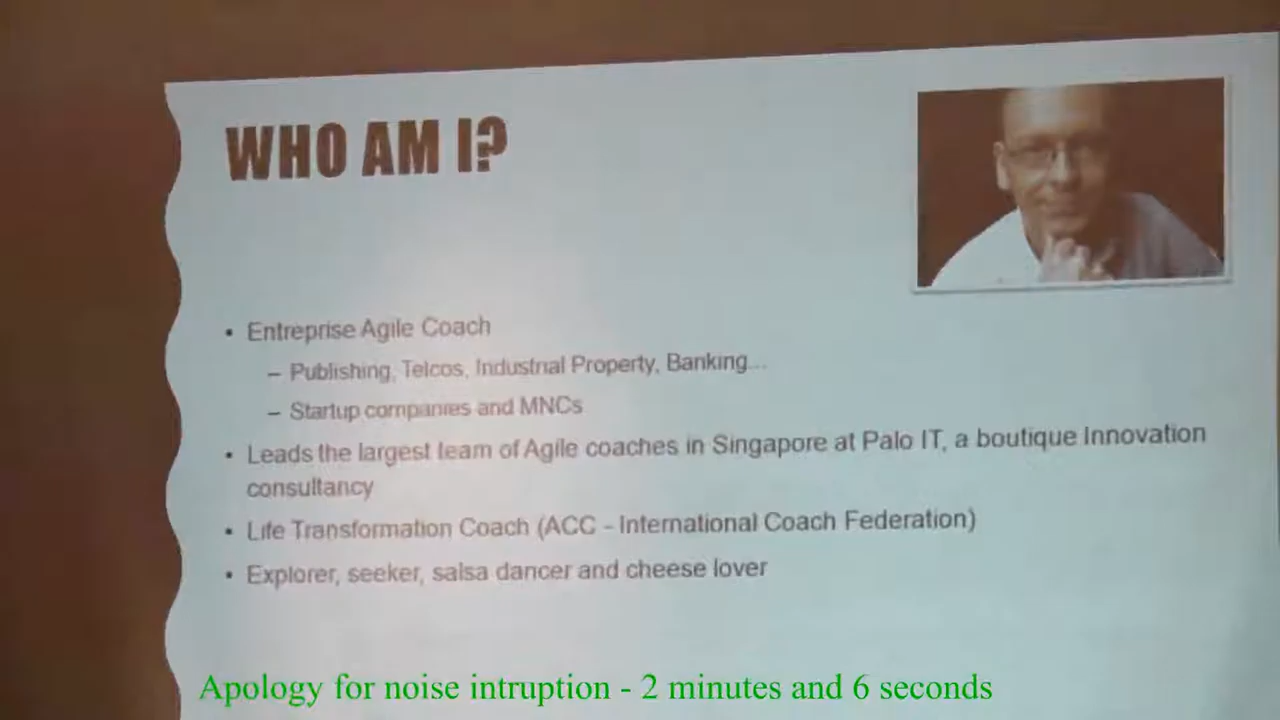 WHO AM I?
• Entreprise Agile Coach
– Publishing, Telcos, Industrial Property, Banking...
– Startup companies and MNCs
• Leads the largest team of Agile coaches in Singapore at Palo IT, a boutique Innovation
consultancy
• Life Transformation Coach (ACC – International Coach Federation)
• Explorer, seeker, salsa dancer and cheese lover
Apology for noise intruption - 2 minutes and 6 seconds